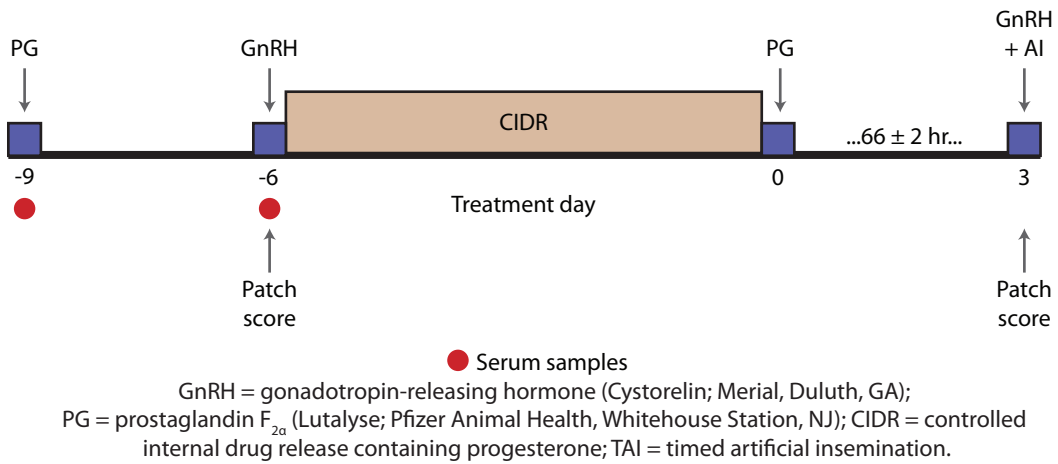 PG
GnRH
PG
GnRH
+ AI
CIDR
...66 ± 2 hr...
-9
-6
0
3
Treatment day
Patch
score
Patch
score
Serum samples
GnRH = gonadotropin-releasing hormone (Cystorelin; Merial, Duluth, GA);
PG = prostaglandin F2α (Lutalyse; Pfizer Animal Health, Whitehouse Station, NJ); CIDR = controlled
internal drug release containing progesterone; TAI = timed artificial insemination.